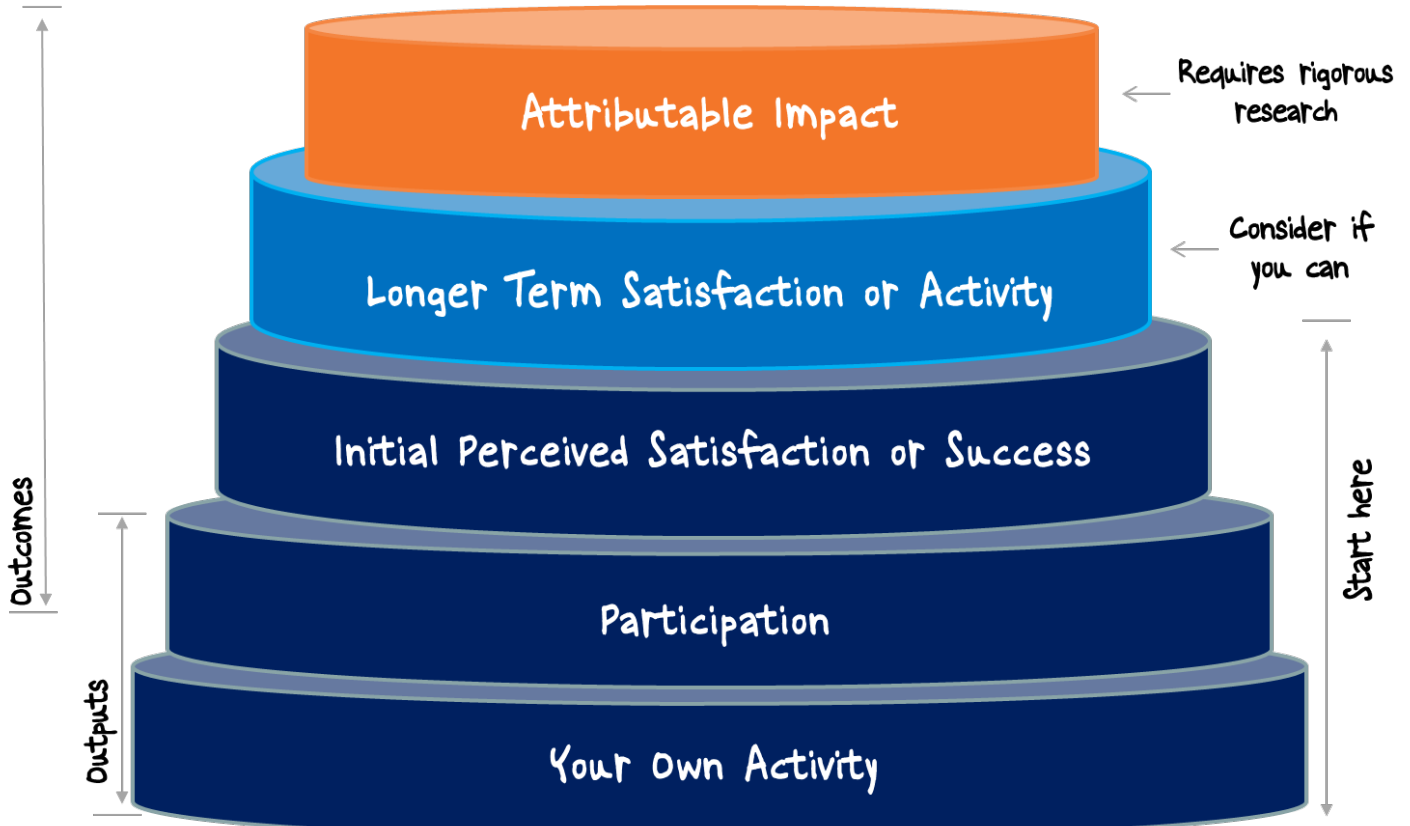 Attributable Impact
Requires rigorous
research
Longer Term Satisfaction or Activity
Consider if
you can
Initial Perceived Satisfaction or Success
Outcomes
Start here
Participation
Outputs
Your Own Activity